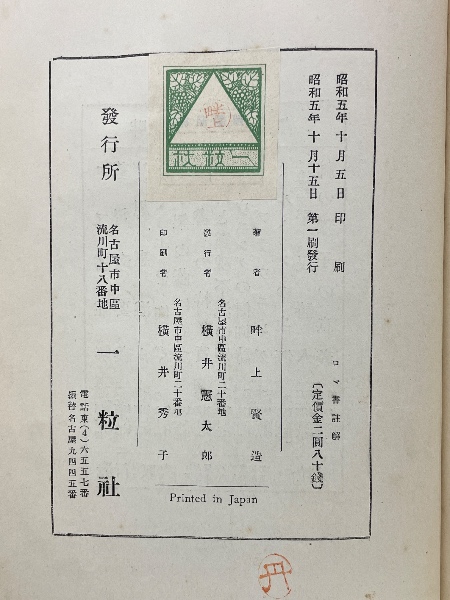 昭和五年十月五日印刷
昭和五年十月十五日第一刷發行
ロマ書註解
〔定價金二圓八十錢〕
著者 畔上賢造
名古屋市中區流川町二十番地
發行者 橫井憲太郎
名古屋市中區流川町二十番地
印刷者 橫井秀子
畔上
一粒社
發行所
名古屋市中區
流川町十八番地
一粒社
電話東(4)六五五七番
振替名古屋九四四五番
Printed in Japan
丹